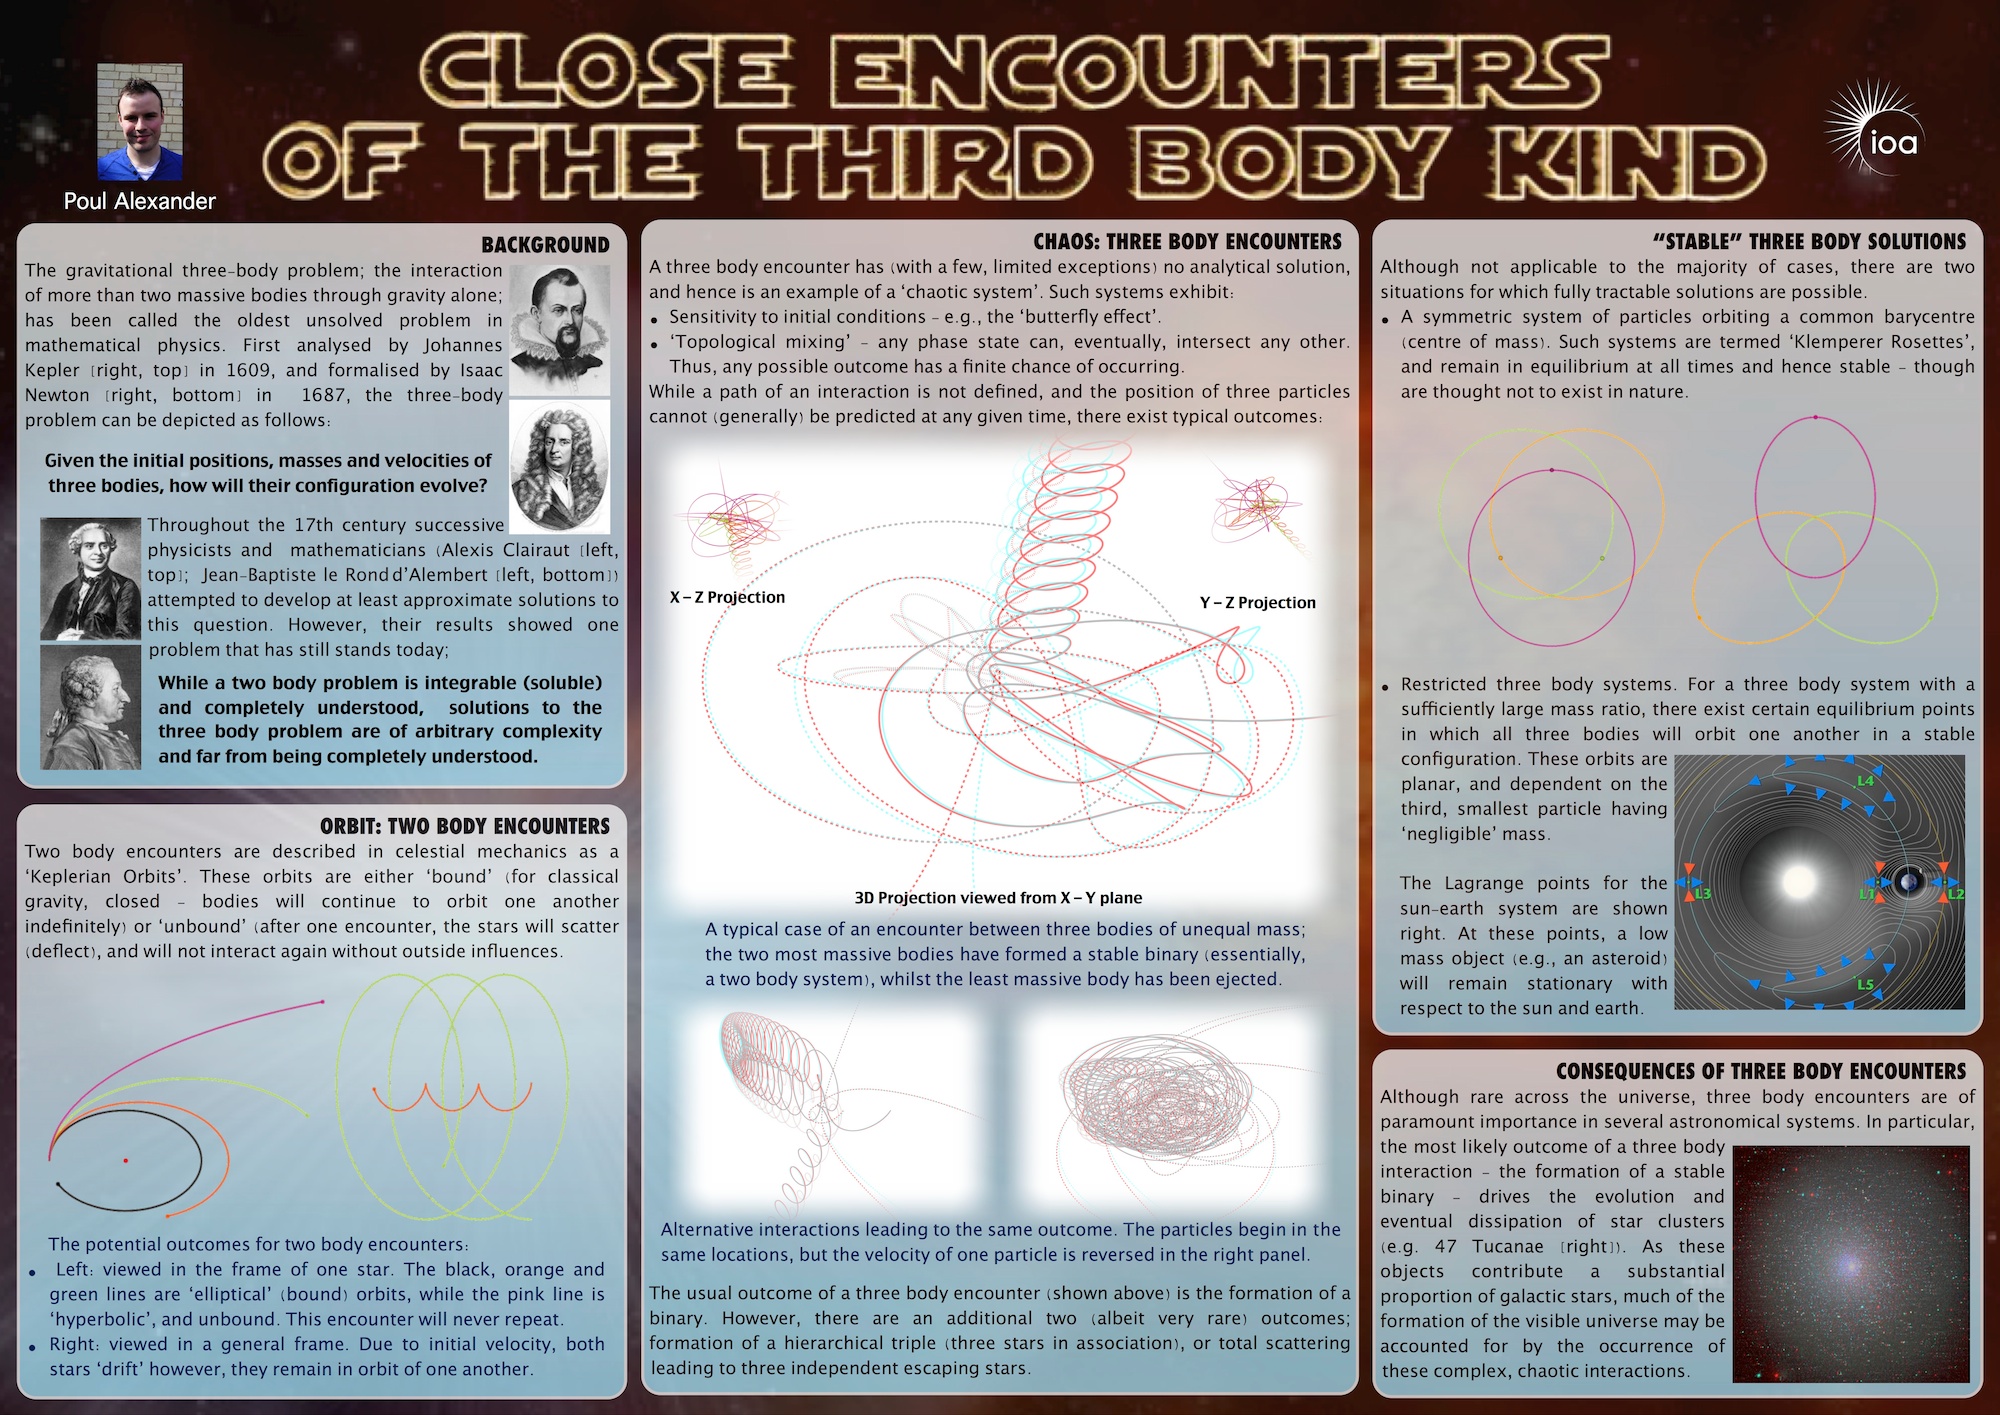 CLOSE ENCOUNTERS
OF THE THIRD BODY KIND
Poul Alexander
ioa
BACKGROUND
The gravitational three-body problem; the interaction
of more than two massive bodies through gravity alone;
has been called the oldest unsolved problem in
mathematical physics. First analysed by Johannes
Kepler [right, top] in 1609, and formalised by Isaac
Newton [right, bottom] in 1687, the three-body
problem can be depicted as follows:
Given the initial positions, masses and velocities of
three bodies, how will their configuration evolve?
Throughout the 17th century successive
physicists and mathematicians (Alexis Clairaut [left,
top]; Jean-Baptiste le Rond d'Alembert [left, bottom])
attempted to develop at least approximate solutions to
this question. However, their results showed one
problem that has still stands today;
While a two body problem is integrable (soluble)
and completely understood, solutions to the
three body problem are of arbitrary complexity
and far from being completely understood.
ORBIT: TWO BODY ENCOUNTERS
Two body encounters are described in celestial mechanics as a
‘Keplerian Orbits’. These orbits are either ‘bound’ (for classical
gravity, closed – bodies will continue to orbit one another
indefinitely) or ‘unbound’ (after one encounter, the stars will scatter
(deflect), and will not interact again without outside influences.
The potential outcomes for two body encounters:
• Left: viewed in the frame of one star. The black, orange and
green lines are ‘elliptical’ (bound) orbits, while the pink line is
‘hyperbolic’, and unbound. This encounter will never repeat.
• Right: viewed in a general frame. Due to initial velocity, both
stars ‘drift’ however, they remain in orbit of one another.
CHAOS: THREE BODY ENCOUNTERS
A three body encounter has (with a few, limited exceptions) no analytical solution,
and hence is an example of a ‘chaotic system’. Such systems exhibit:
• Sensitivity to initial conditions – e.g., the ‘butterfly effect’.
• ‘Topological mixing’ – any phase state can, eventually, intersect any other.
Thus, any possible outcome has a finite chance of occurring.
While a path of an interaction is not defined, and the position of three particles
cannot (generally) be predicted at any given time, there exist typical outcomes:
X – Z Projection
Y – Z Projection
3D Projection viewed from X – Y plane
A typical case of an encounter between three bodies of unequal mass;
the two most massive bodies have formed a stable binary (essentially,
a two body system), whilst the least massive body has been ejected.
Alternative interactions leading to the same outcome. The particles begin in the
same locations, but the velocity of one particle is reversed in the right panel.
The usual outcome of a three body encounter (shown above) is the formation of a
binary. However, there are an additional two (albeit very rare) outcomes;
formation of a hierarchical triple (three stars in association), or total scattering
leading to three independent escaping stars.
“STABLE” THREE BODY SOLUTIONS
Although not applicable to the majority of cases, there are two
situations for which fully tractable solutions are possible.
• A symmetric system of particles orbiting a common barycentre
(centre of mass). Such systems are termed ‘Klemperer Rosettes’,
and remain in equilibrium at all times and hence stable – though
are thought not to exist in nature.
• Restricted three body systems. For a three body system with a
sufficiently large mass ratio, there exist certain equilibrium points
in which all three bodies will orbit one another in a stable
configuration. These orbits are
planar, and dependent on the
third, smallest particle having
‘negligible’ mass.
The Lagrange points for the
sun-earth system are shown
right. At these points, a low
mass object (e.g., an asteroid)
will remain stationary with
respect to the sun and earth.
L4
L3
L1
L2
L5
CONSEQUENCES OF THREE BODY ENCOUNTERS
Although rare across the universe, three body encounters are of
paramount importance in several astronomical systems. In particular,
the most likely outcome of a three body
interaction – the formation of a stable
binary – drives the evolution and
eventual dissipation of star clusters
(e.g. 47 Tucanae [right]). As these
objects contribute a substantial
proportion of galactic stars, much of the
formation of the visible universe may be
accounted for by the occurrence of
these complex, chaotic interactions.